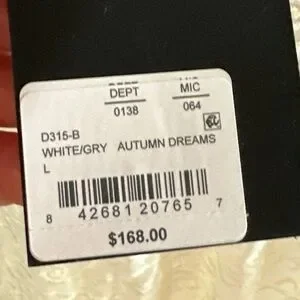 DEPT MIC
0138 064
D315-B
WHITE/GRY AUTUMN DREAMS
L
8 42681 20765 7
$168.00